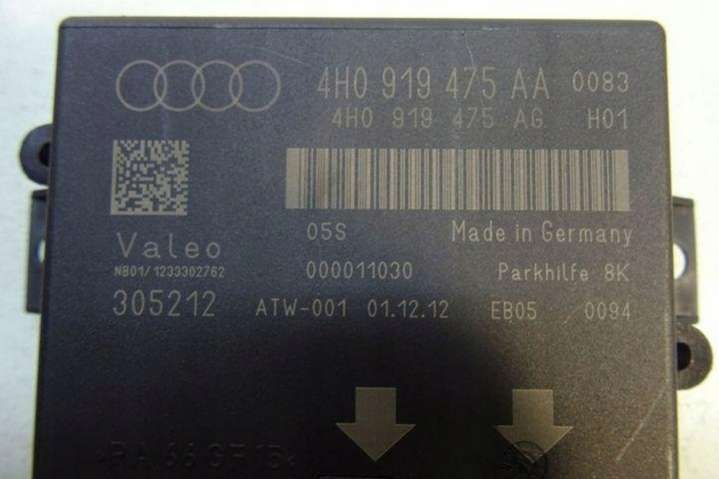 4H0 919 475 AA 0083
4H0 919 475 AG H01
05S Made in Germany
Valeo
NB01/1233302762 000011030 Parkhilfe 8K
305212 ATW-001 01.12.12 EB05 0094